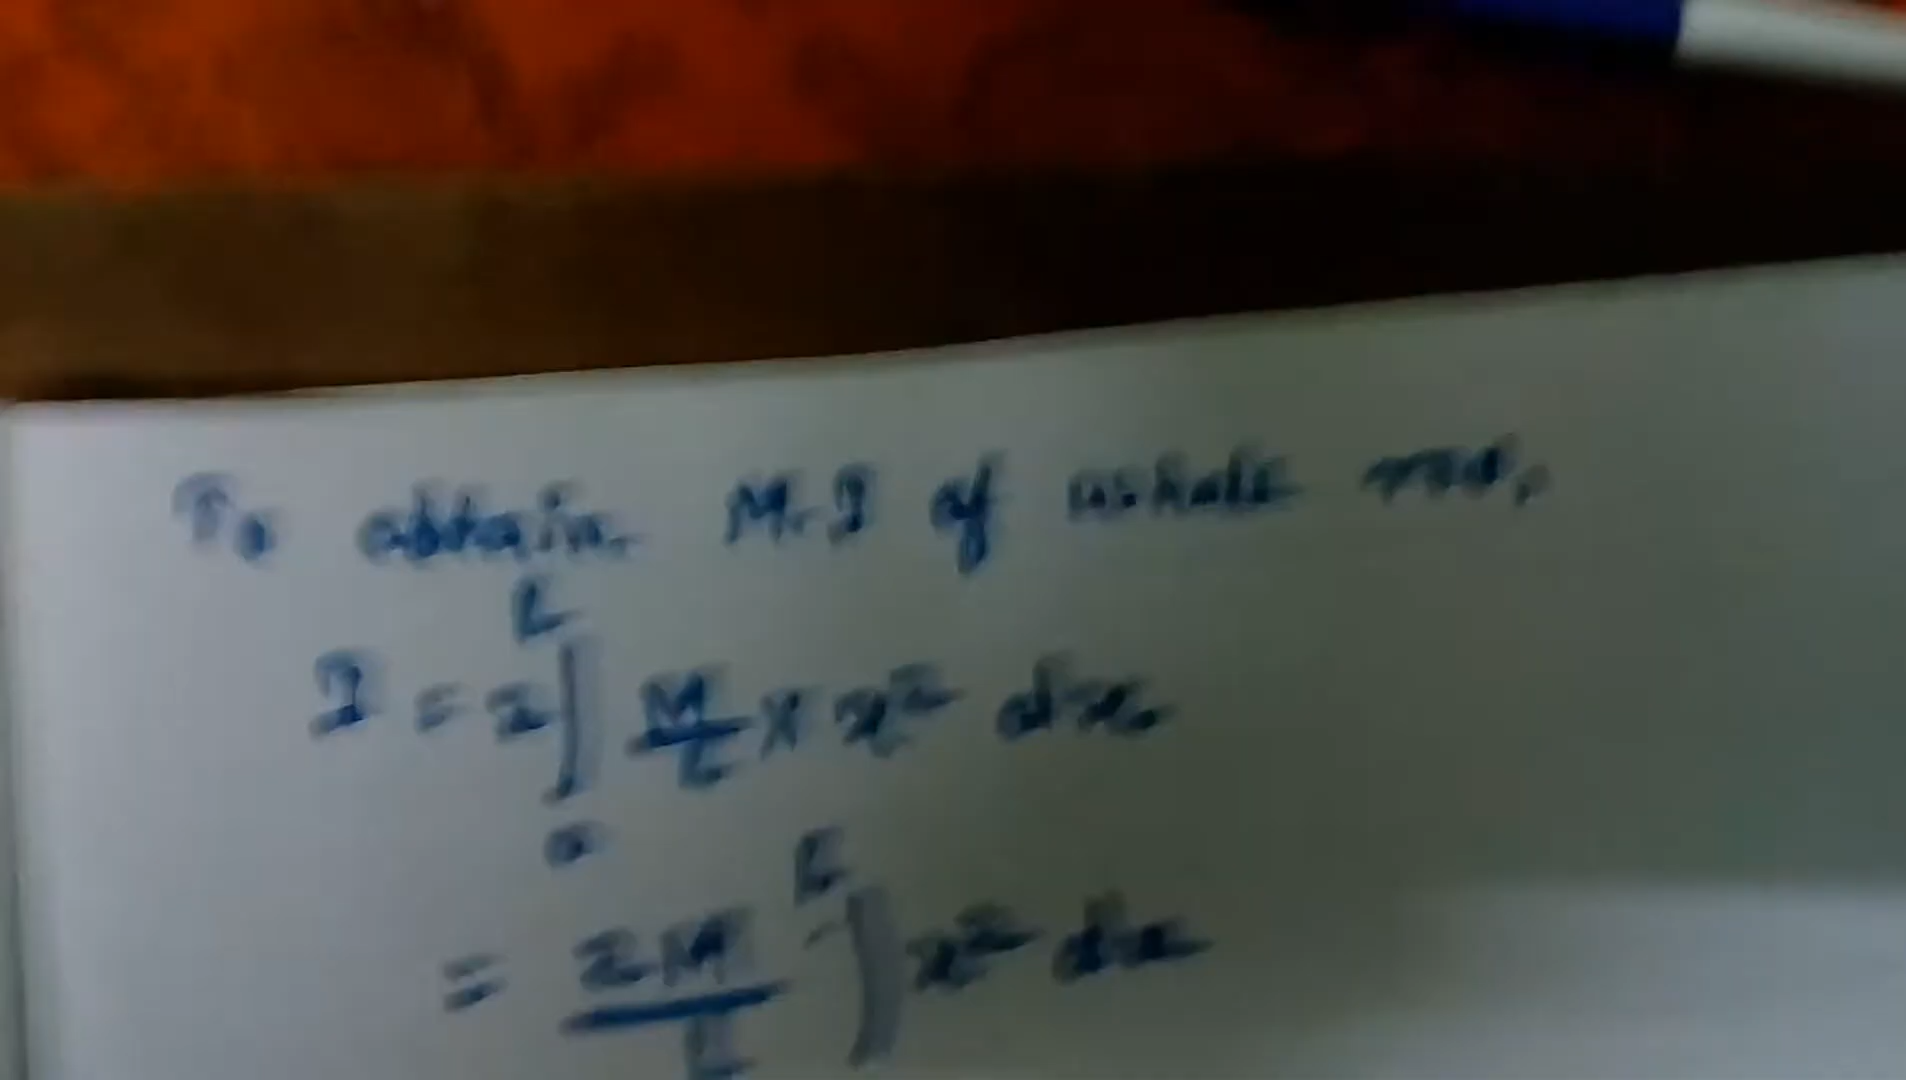 To obtain M.I of whole rod,
I = 2∫₀ᴸ M/L × x² dx
= 2M/L ∫ᴸ x² dx